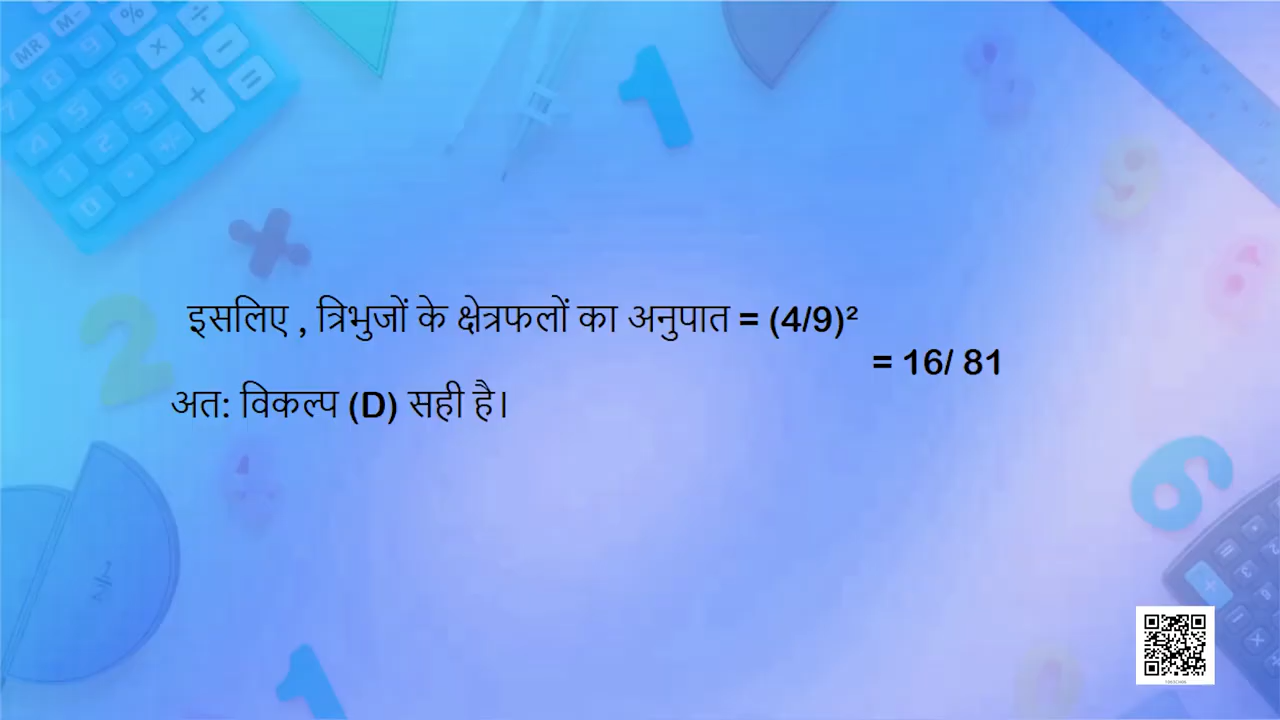 इसलिए , त्रिभुजों के क्षेत्रफलों का अनुपात = (4/9)²
= 16/ 81
अत: विकल्प (D) सही है।